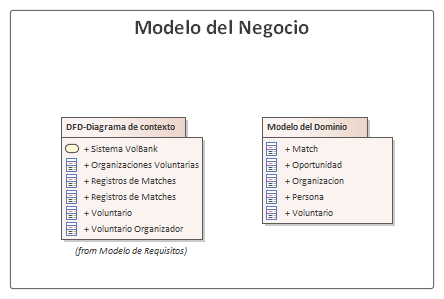 Modelo del Negocio
DFD-Diagrama de contexto
+ Sistema VolBank
+ Organizaciones Voluntarias
+ Registros de Matches
+ Registros de Matches
+ Voluntario
+ Voluntario Organizador
(from Modelo de Requisitos)
Modelo del Dominio
+ Match
+ Oportunidad
+ Organizacion
+ Persona
+ Voluntario